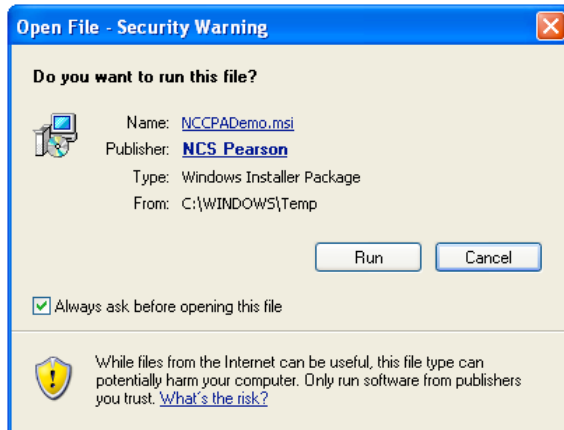 Open File - Security Warning
Do you want to run this file?
Name: NCCPADemo.msi
Publisher: NCS Pearson
Type: Windows Installer Package
From: C:\WINDOWS\Temp
Run Cancel
Always ask before opening this file
While files from the Internet can be useful, this file type can
potentially harm your computer. Only run software from publishers
you trust. What's the risk?